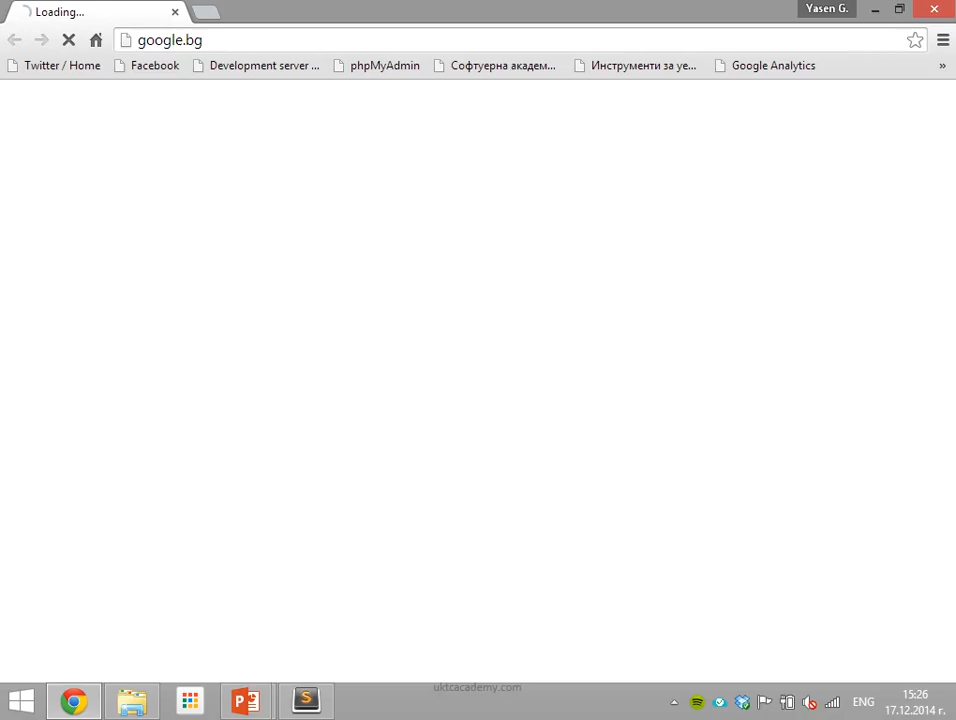 Loading...
Yasen G.
google.bg
Twitter / Home
Facebook
Development server ...
phpMyAdmin
Софтуерна академ...
Инструменти за уе...
Google Analytics
»
uktcacademy.com
ЕНГ
15:26
17.12.2014 г.